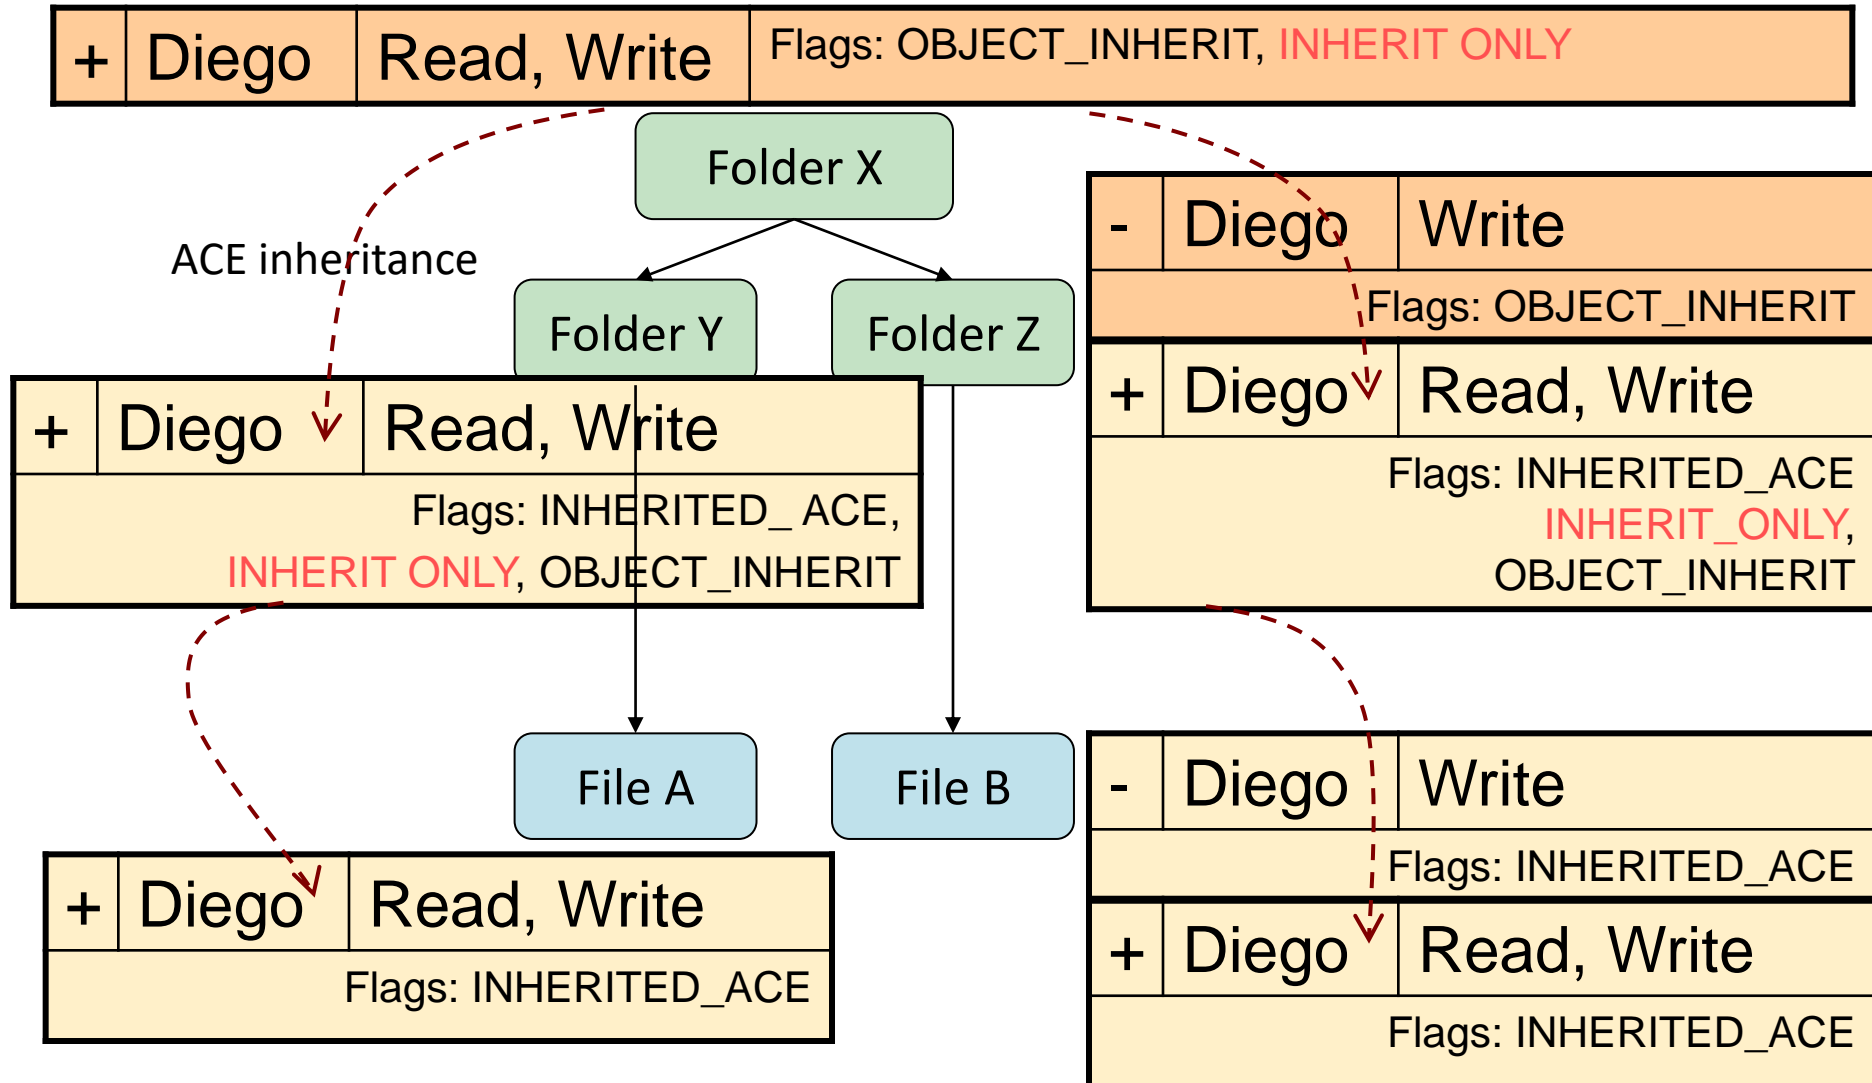 + Diego Read, Write Flags: OBJECT_INHERIT, INHERIT ONLY
Folder X
ACE inheritance
Folder Y
Folder Z
- Diego Write
Flags: OBJECT_INHERIT
+ Diego Read, Write
Flags: INHERITED_ACE
INHERIT_ONLY,
OBJECT_INHERIT
+ Diego Read, Write
Flags: INHERITED_ ACE,
INHERIT ONLY, OBJECT_INHERIT
File A
File B
+ Diego Read, Write
Flags: INHERITED_ACE
- Diego Write
Flags: INHERITED_ACE
+ Diego Read, Write
Flags: INHERITED_ACE